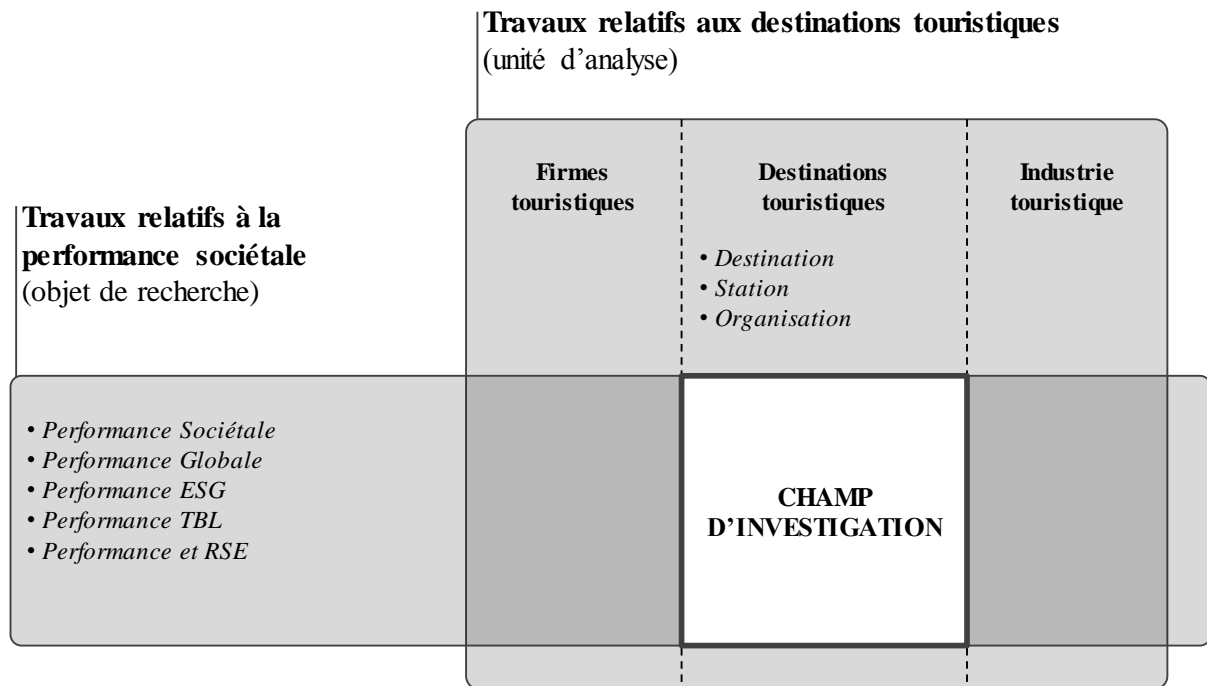 Travaux relatifs aux destinations touristiques
(unité d'analyse)
Firmes
touristiques
Destinations
touristiques
Industrie
touristique
• Destination
• Station
• Organisation
Travaux relatifs à la
performance sociétale
(objet de recherche)
• Performance Sociétale
• Performance Globale
• Performance ESG
• Performance TBL
• Performance et RSE
CHAMP
D'INVESTIGATION